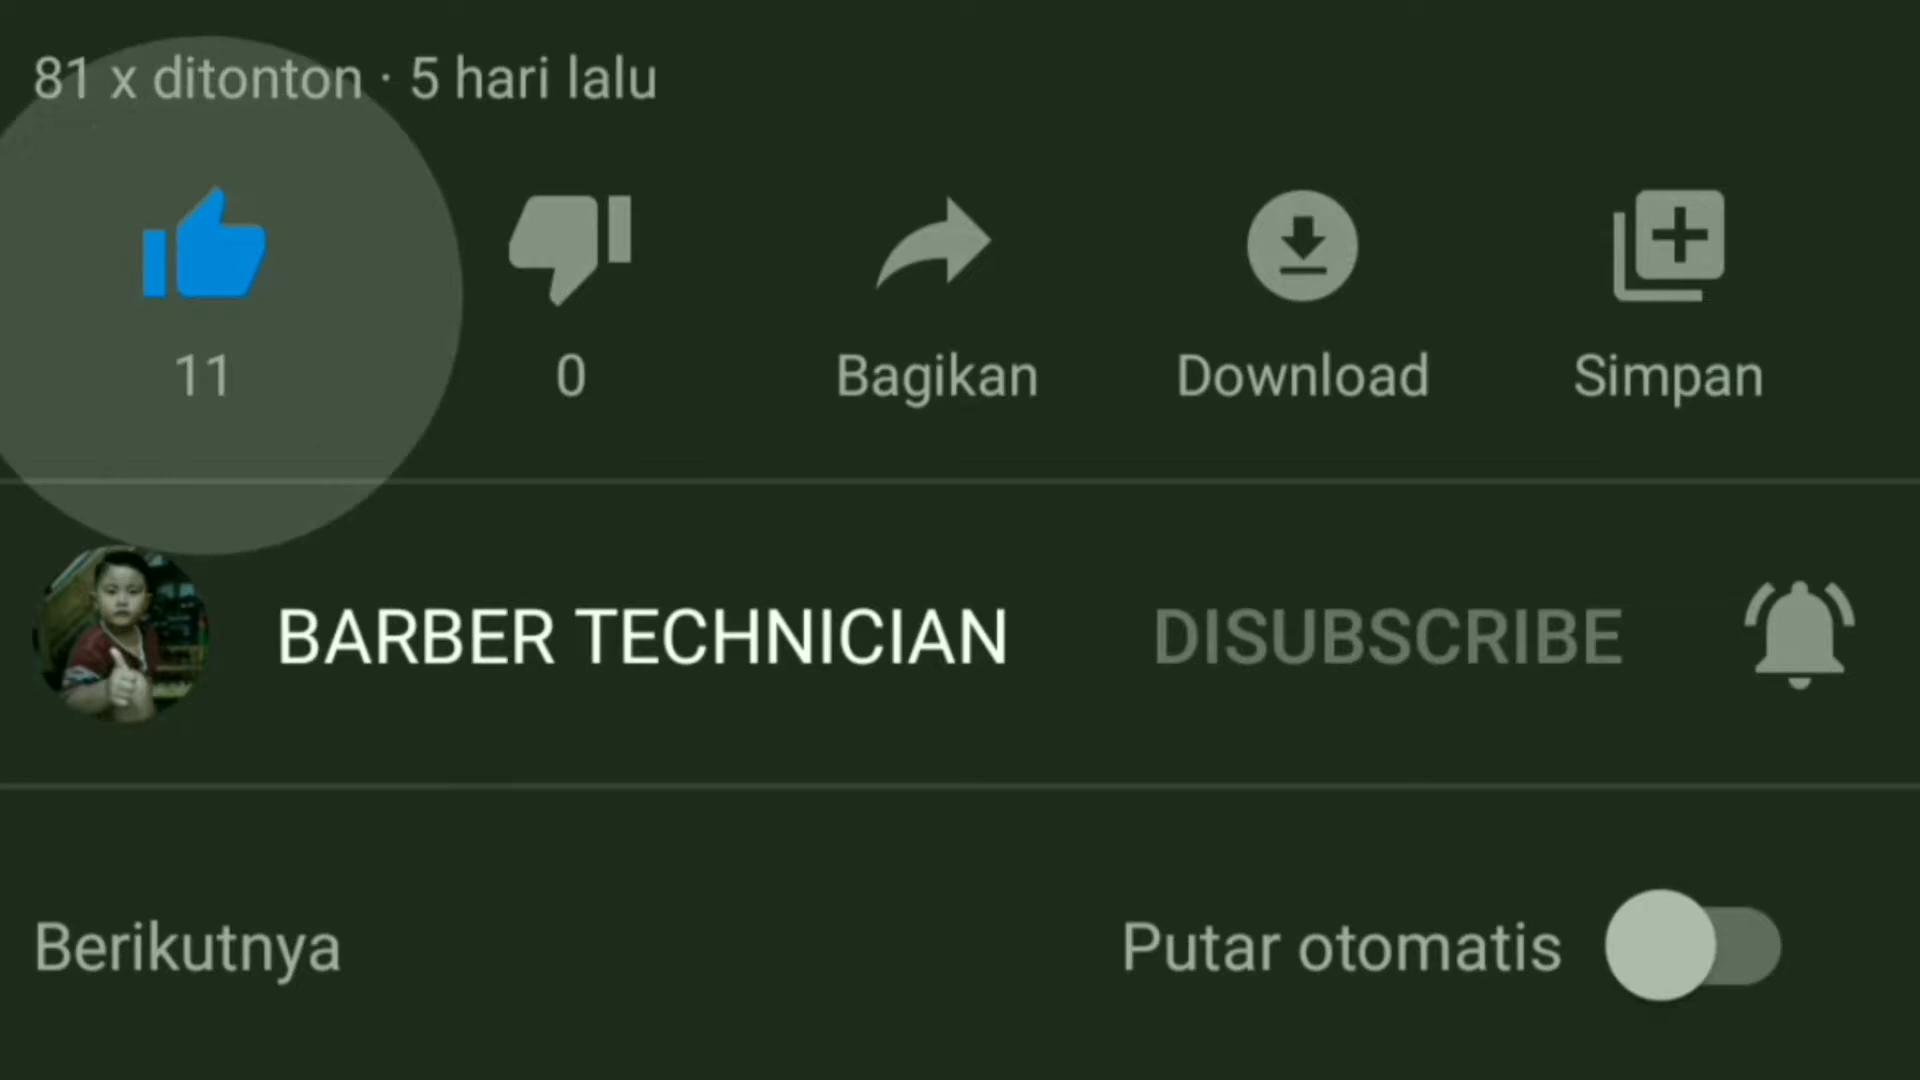 81 x ditonton · 5 hari lalu
11
0
Bagikan
Download
Simpan
BARBER TECHNICIAN
DISUBSCRIBE
Berikutnya
Putar otomatis